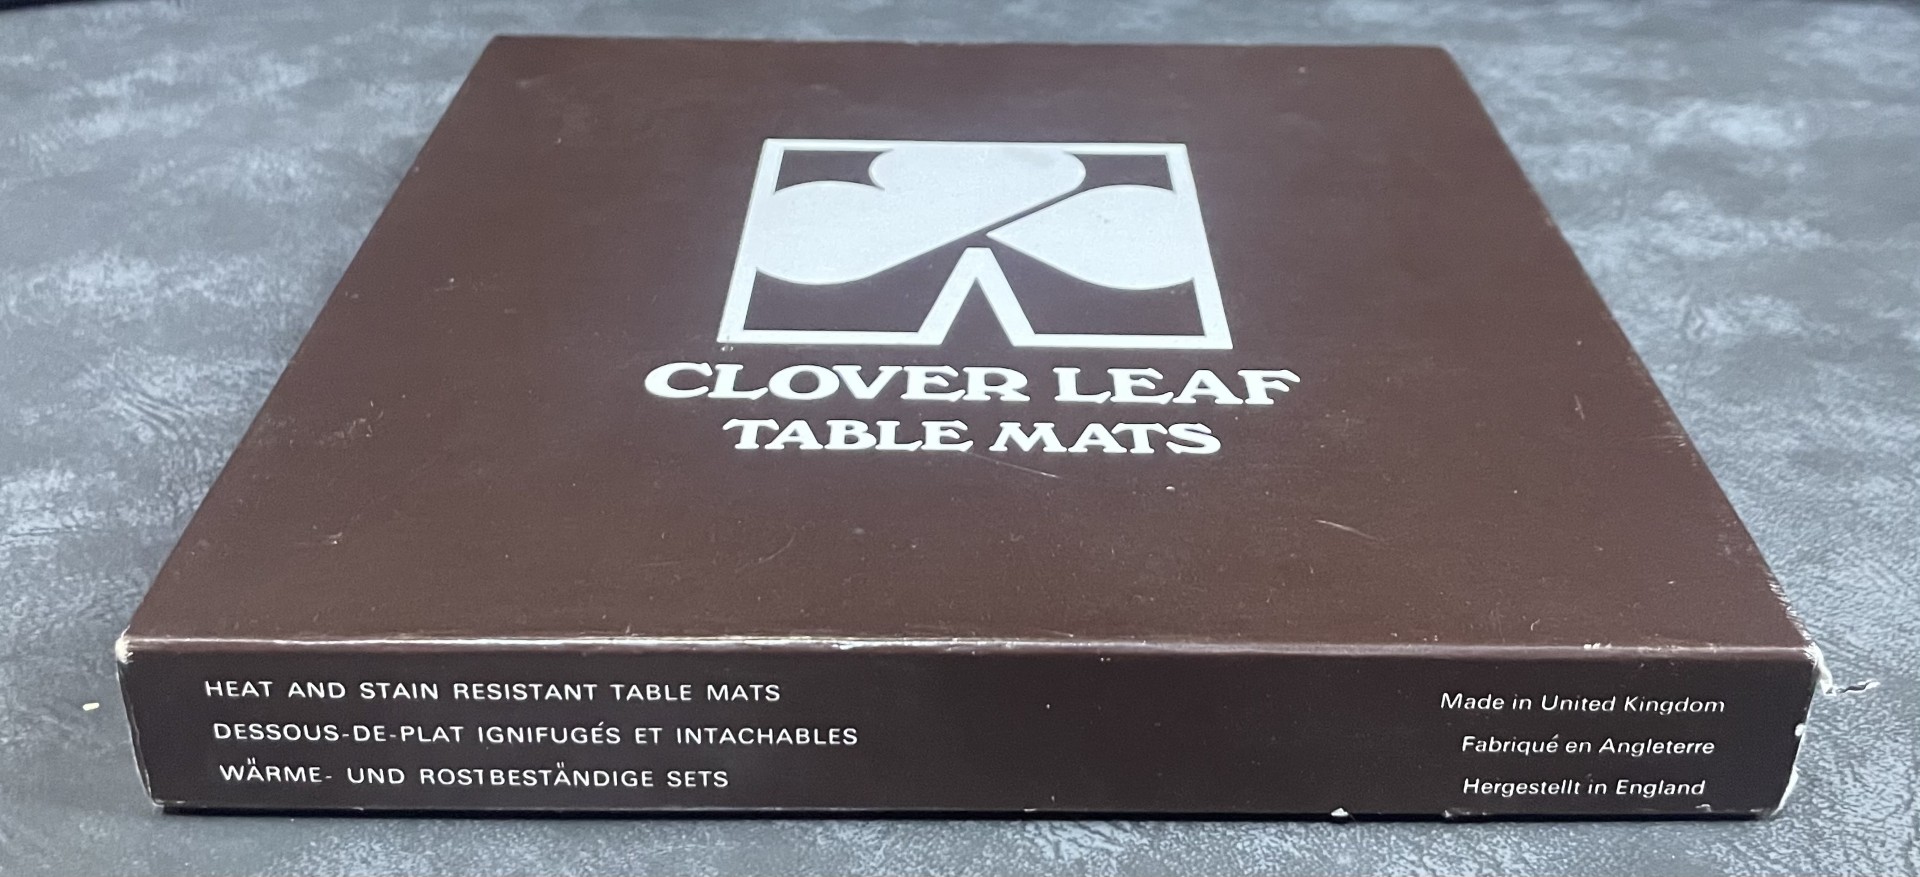 CLOVER LEAF
TABLE MATS
HEAT AND STAIN RESISTANT TABLE MATS
DESSOUS-DE-PLAT IGNIFUGÉS ET INTACHABLES
WÄRME- UND ROSTBESTÄNDIGE SETS
Made in United Kingdom
Fabriqué en Angleterre
Hergestellt in England